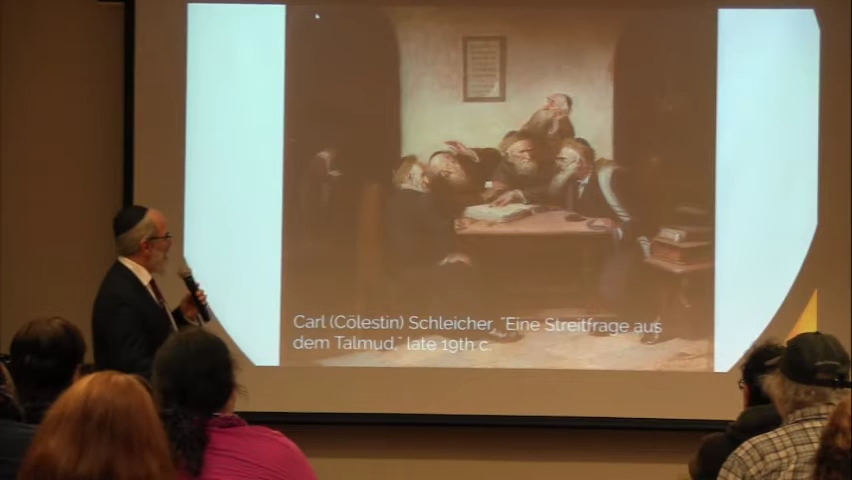 Carl (Cölestin) Schleicher, "Eine Streitfrage aus
dem Talmud," late 19th c.